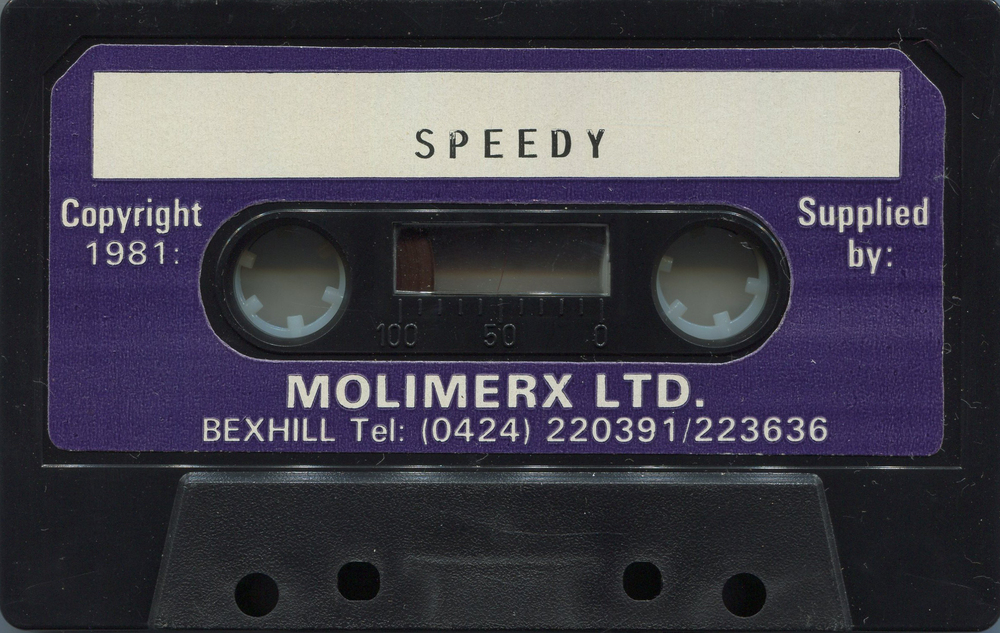 SPEEDY
Copyright
1981:
Supplied
by:
100 50 0
MOLIMERX LTD.
BEXHILL Tel: (0424) 220391/223636